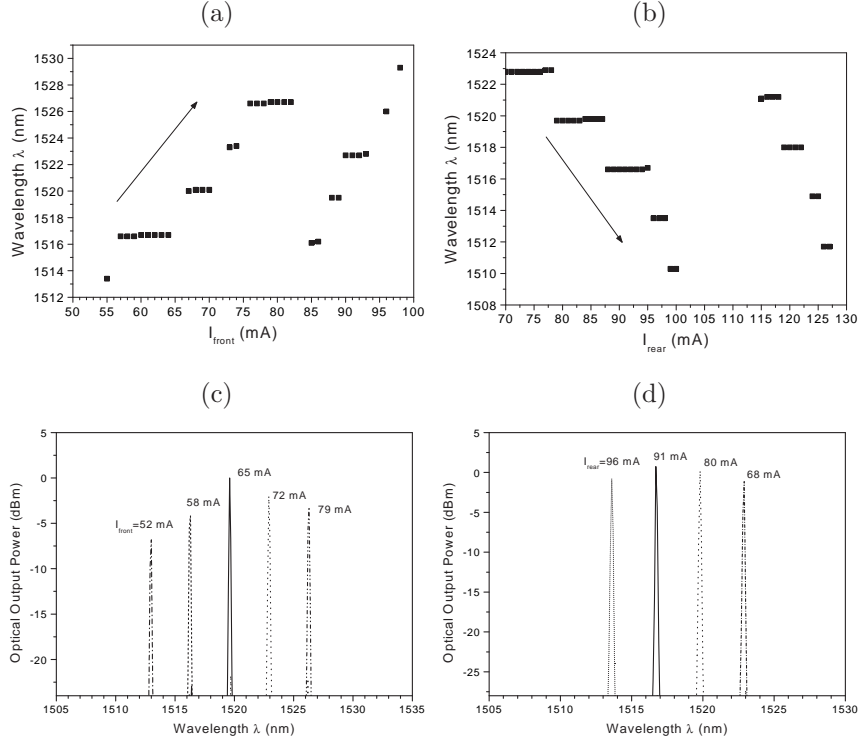 (a)
1530
1528
1526
1524
1522
1520
1518
1516
1514
1512
Wavelength λ (nm)
50 55 60 65 70 75 80 85 90 95 100
I_front (mA)
(b)
1524
1520
1516
1512
1508
Wavelength λ (nm)
70 75 80 85 90 95 100 105 110 115 120 125 130
I_rear (mA)
(c)
5
0
-5
-10
-15
-20
Optical Output Power (dBm)
I_front=52 mA
58 mA
65 mA
72 mA
79 mA
1505 1510 1515 1520 1525 1530 1535
Wavelength λ (nm)
(d)
5
0
-5
-10
-15
-20
-25
Optical Output Power (dBm)
I_rear=96 mA
91 mA
80 mA
68 mA
1505 1510 1515 1520 1525 1530
Wavelength λ (nm)